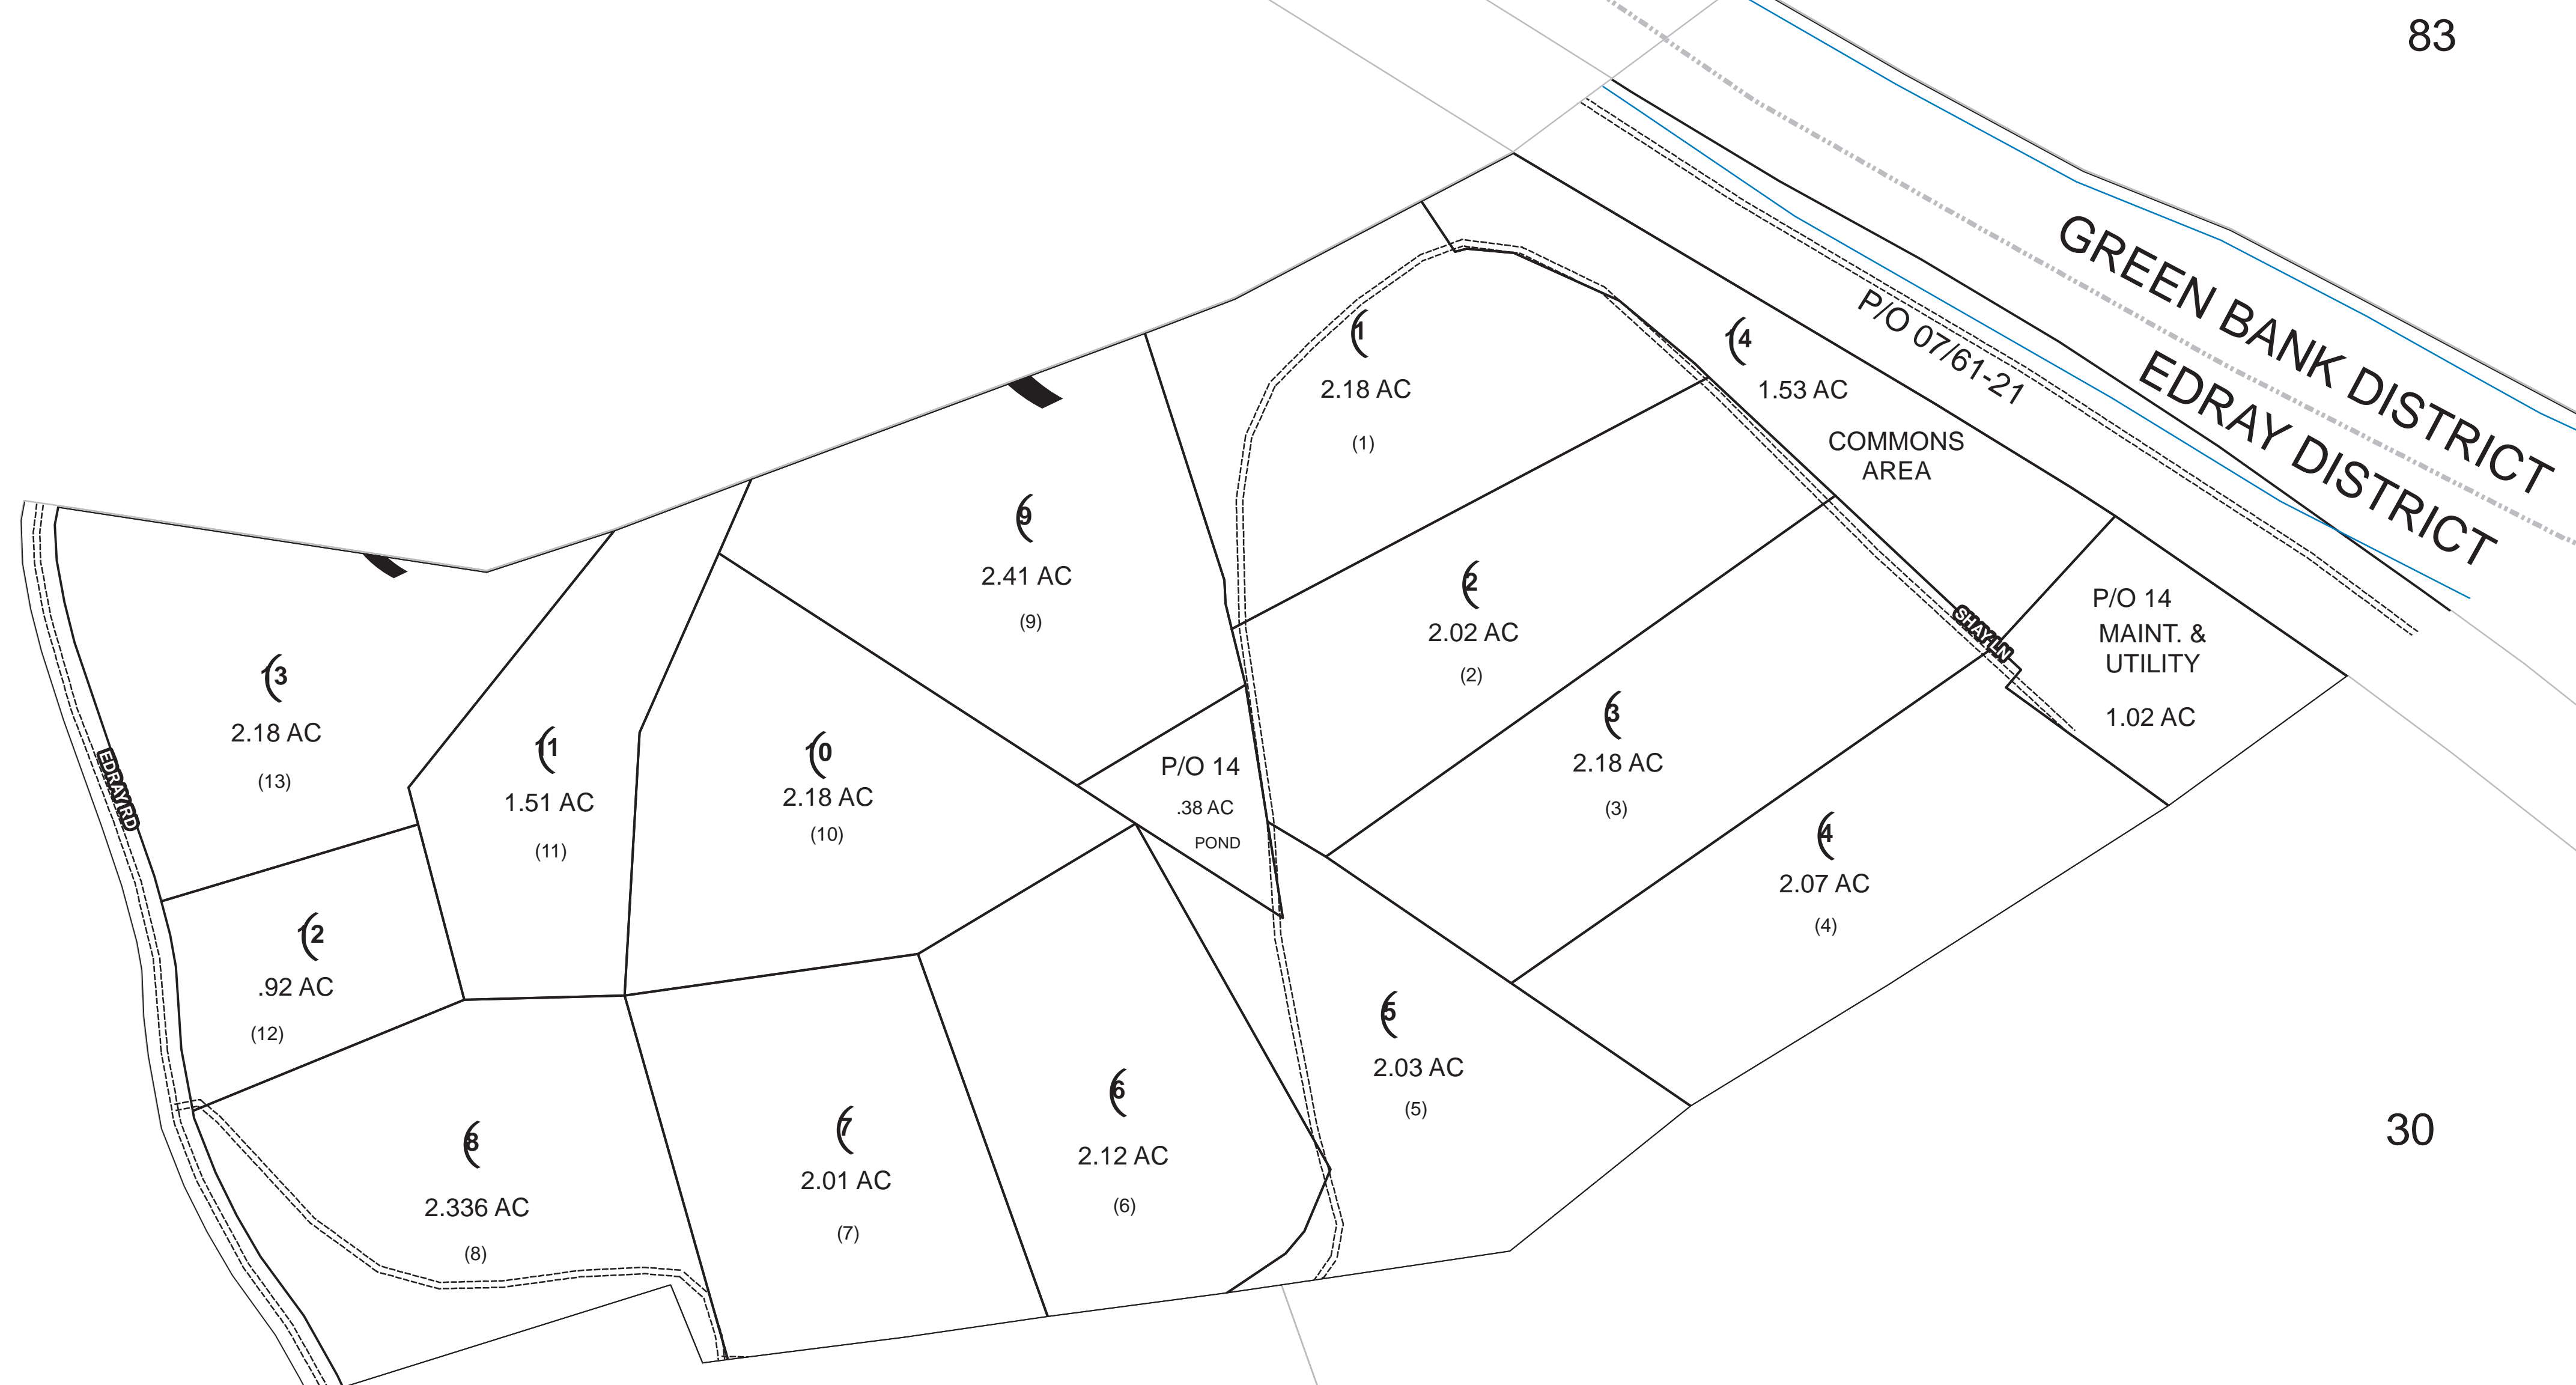 83
GREEN BANK DISTRICT
EDRAY DISTRICT
P/O 07/61-21
1
2.18 AC
(1)
14
1.53 AC
COMMONS
AREA
9
2.41 AC
(9)
2
2.02 AC
(2)
SHAY LN
P/O 14
MAINT. &
UTILITY
1.02 AC
13
2.18 AC
(13)
EDRAY RD
11
1.51 AC
(11)
10
2.18 AC
(10)
P/O 14
.38 AC
POND
3
2.18 AC
(3)
4
2.07 AC
(4)
12
.92 AC
(12)
5
2.03 AC
(5)
8
2.336 AC
(8)
7
2.01 AC
(7)
6
2.12 AC
(6)
30